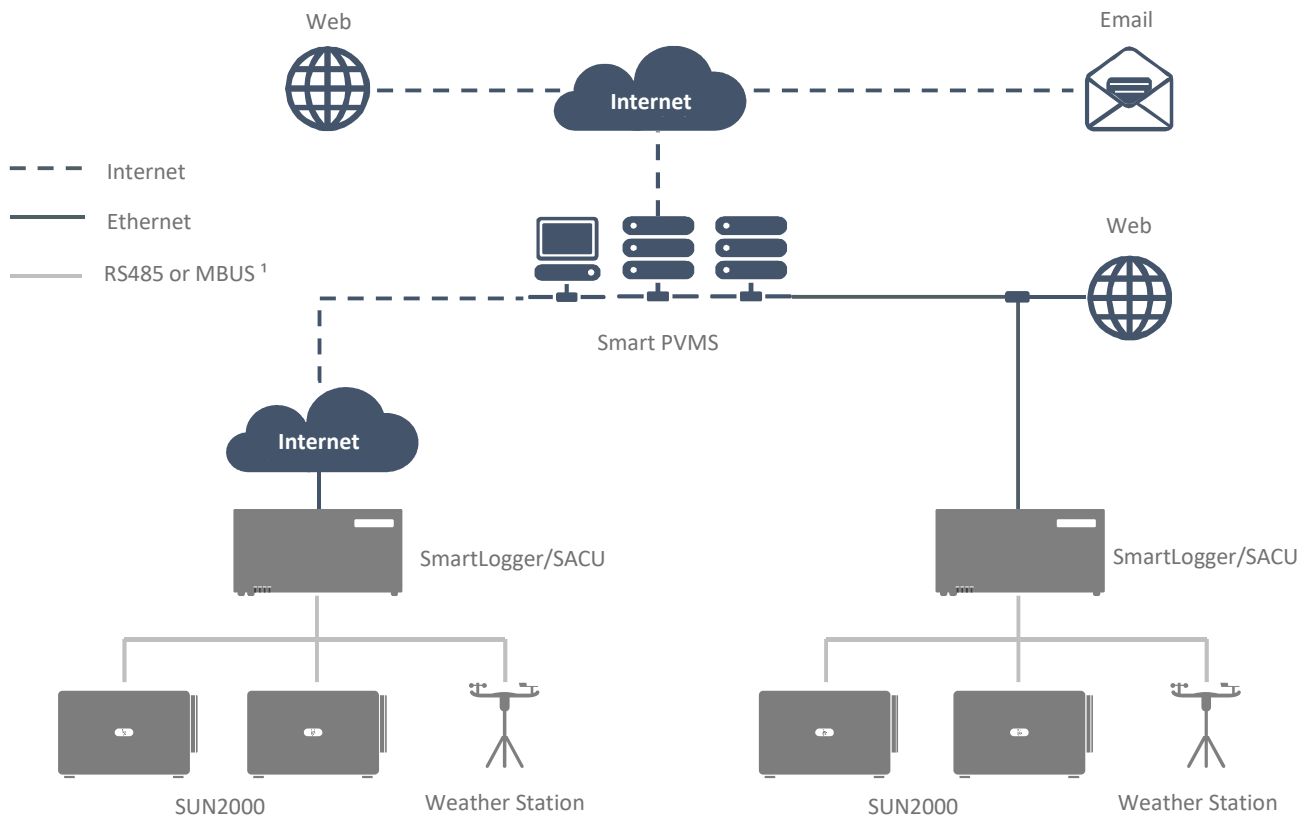 Web
Email
Internet
Internet
Ethernet
RS485 or MBUS ¹
Web
Smart PVMS
Internet
SmartLogger/SACU
SmartLogger/SACU
SUN2000
Weather Station
SUN2000
Weather Station